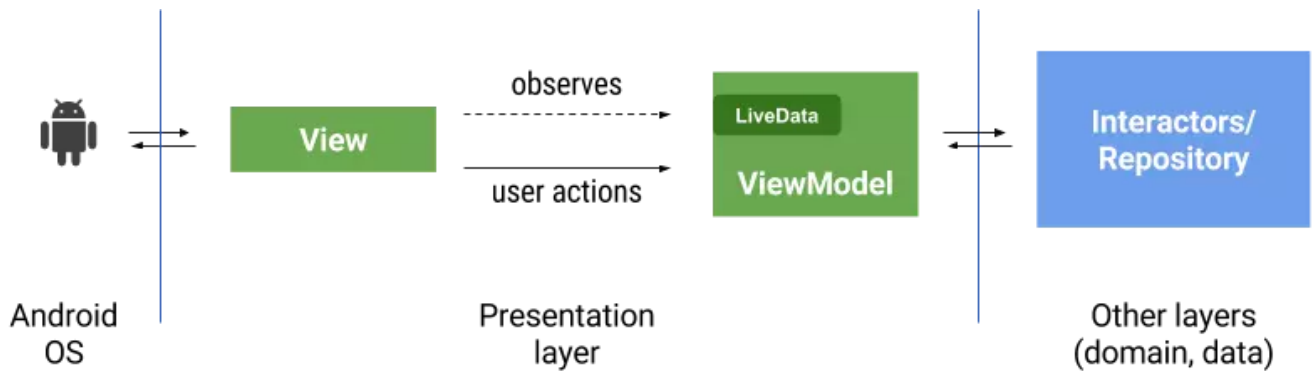 observes
LiveData
View
Interactors/
Repository
ViewModel
user actions
Android
OS
Presentation
layer
Other layers
(domain, data)